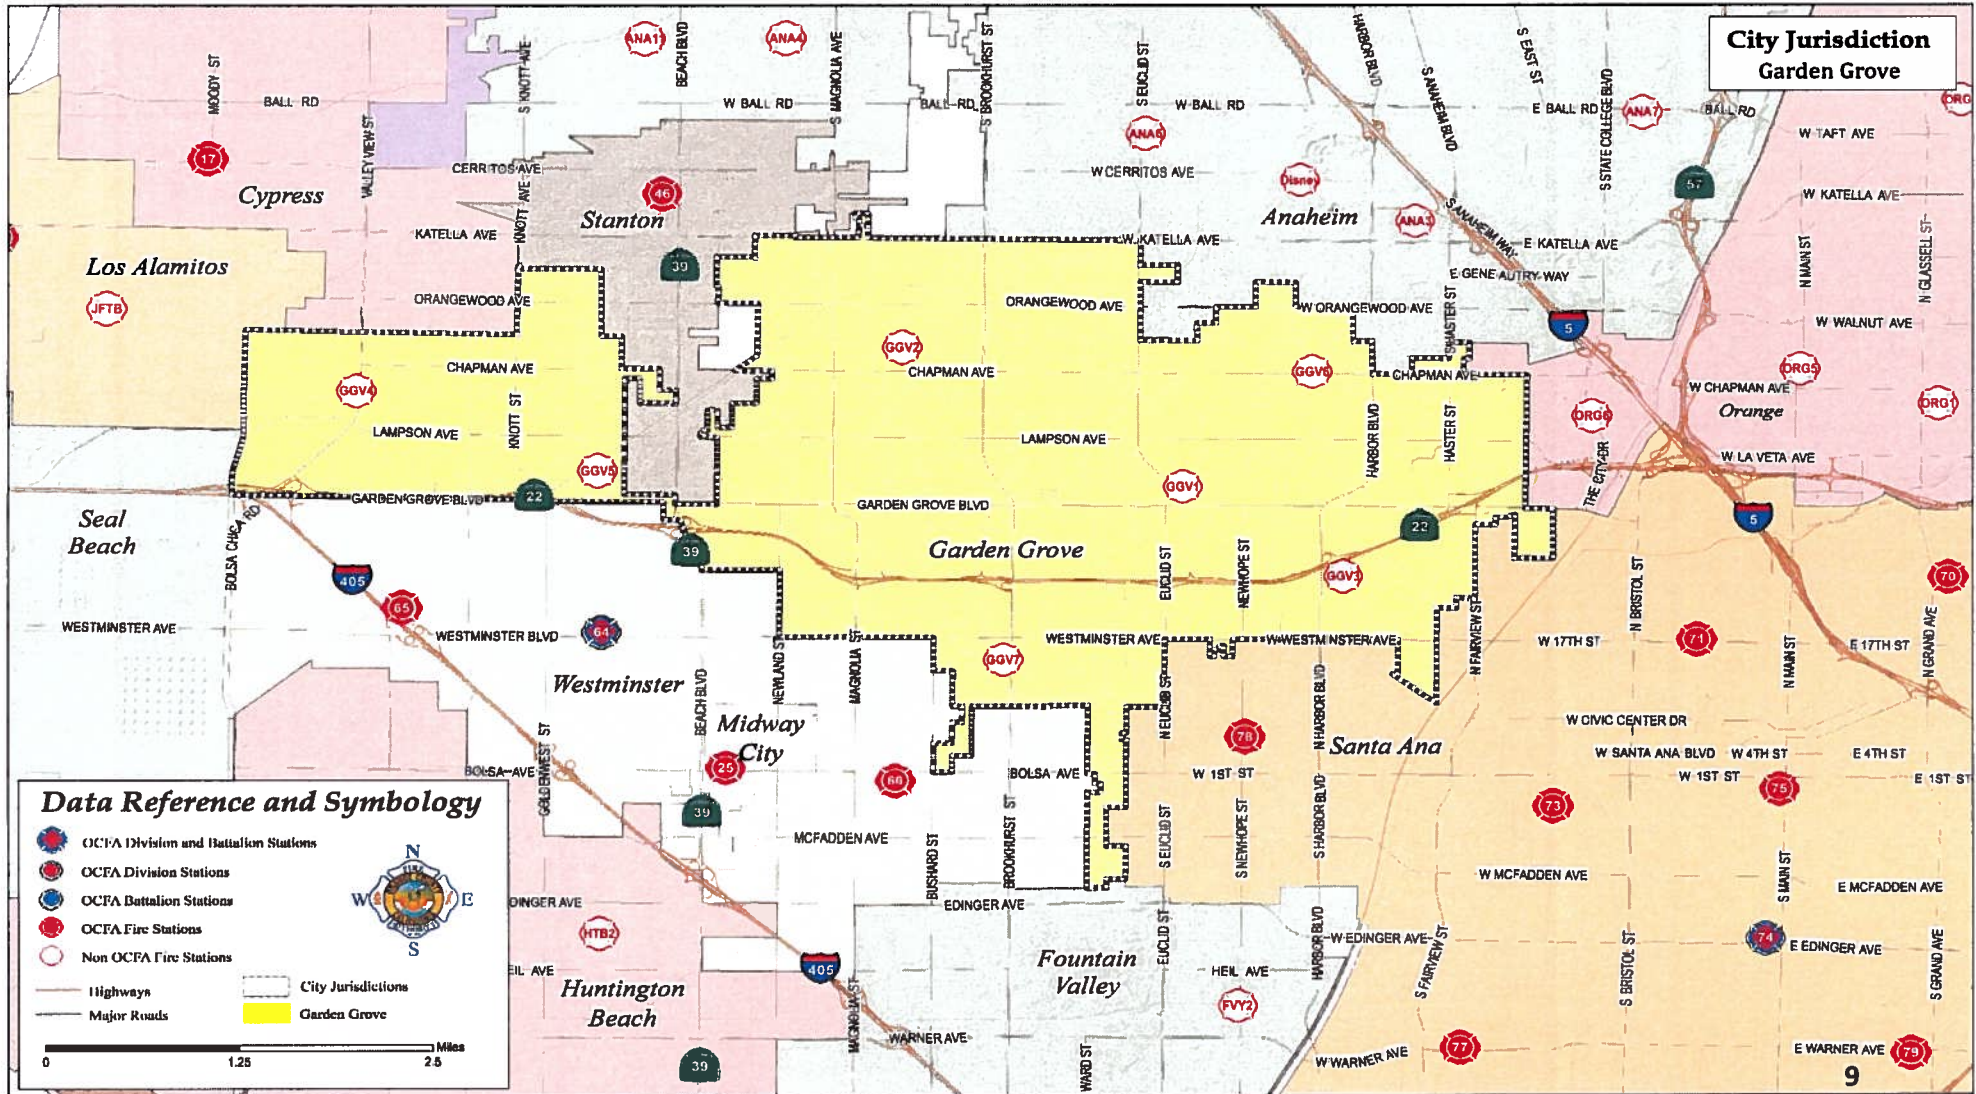 City Jurisdiction
Garden Grove
ANA11
ANA4
BEACH BLVD
S MAGNOLIA AVE
S BROOKHURST ST
S EUCLID ST
HARBOR BLVD
S ANAHEIM BLVD
S EAST ST
S STATE COLLEGE BLVD
MOODY ST
VALLEY VIEW ST
S KNOTT AVE
BALL RD
W BALL RD
BALL RD
W BALL RD
E BALL RD
ANA7
BALL RD
ORG
ANA6
W TAFT AVE
17
Cypress
CERRITOS AVE
KNOTT AVE
46
Stanton
W CERRITOS AVE
Disney
Anaheim
ANA3
57
W KATELLA AVE
KATELLA AVE
W KATELLA AVE
S ANAHEIM WAY
E KATELLA AVE
N MAIN ST
N GLASSELL ST
Los Alamitos
39
E GENE AUTRY WAY
JFTB
ORANGEWOOD AVE
ORANGEWOOD AVE
W ORANGEWOOD AVE
S HASTER ST
5
W WALNUT AVE
GGV2
CHAPMAN AVE
CHAPMAN AVE
GGV6
CHAPMAN AVE
ORG5
GGV4
W CHAPMAN AVE
Orange
ORG1
ORG6
KNOTT ST
LAMPSON AVE
LAMPSON AVE
HARBOR BLVD
HASTER ST
W LA VETA AVE
GGV5
GGV1
THE CITY DR
22
GARDEN GROVE BLVD
GARDEN GROVE BLVD
22
5
Seal
Beach
BOLSA CHICA RD
39
Garden Grove
405
65
EUCLID ST
NEWHOPE ST
GGV3
N FAIRVIEW ST
N BRISTOL ST
70
WESTMINSTER AVE
WESTMINSTER BLVD
64
WESTMINSTER AVE
W WESTMINSTER AVE
W 17TH ST
71
E 17TH ST
N GRAND AVE
N MAIN ST
NEWLAND ST
MAGNOLIA ST
GGV7
Westminster
BEACH BLVD
Midway
City
N EUCLID ST
N HARBOR BLVD
W CIVIC CENTER DR
78
Santa Ana
W SANTA ANA BLVD
W 4TH ST
E 4TH ST
GOLDENWEST ST
BOLSA AVE
25
66
BOLSA AVE
W 1ST ST
W 1ST ST
E 1ST ST
75
73
39
MCFADDEN AVE
BUSHARD ST
BROOKHURST ST
S EUCLID ST
S NEWHOPE ST
S HARBOR BLVD
W MCFADDEN AVE
S MAIN ST
E MCFADDEN AVE
EDINGER AVE
HTB2
W EDINGER AVE
74
E EDINGER AVE
EUCLID ST
HARBOR BLVD
S FAIRVIEW ST
S BRISTOL ST
S GRAND AVE
405
Fountain
Valley
HEIL AVE
FVY2
Huntington
Beach
MAGNOLIA ST
WARNER AVE
WARD ST
39
W WARNER AVE
77
E WARNER AVE
79
9
Data Reference and Symbology
OCFA Division and Battalion Stations
OCFA Division Stations
OCFA Battalion Stations
OCFA Fire Stations
Non OCFA Fire Stations
Highways
Major Roads
City Jurisdictions
Garden Grove
N
W
E
S
0
1.25
2.5
Miles